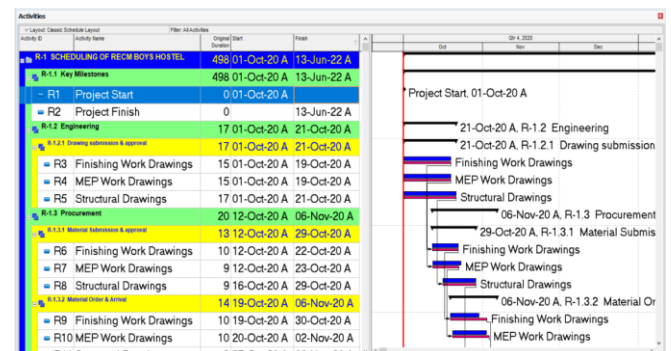 Activities
Layout: Classic Schedule Layout Filter: All Activities
Activity ID Activity Name Original Duration Start Finish Qtr 4, 2020
Oct Nov Dec
R-1 SCHEDULING OF RECM BOYS HOSTEL 498 01-Oct-20 A 13-Jun-22 A
R-1.1 Key Milestones 498 01-Oct-20 A 13-Jun-22 A
R1 Project Start 0 01-Oct-20 A Project Start, 01-Oct-20 A
R2 Project Finish 0 13-Jun-22 A
R-1.2 Engineering 17 01-Oct-20 A 21-Oct-20 A 21-Oct-20 A, R-1.2 Engineering
R-1.2.1 Drawing submission & approval 17 01-Oct-20 A 21-Oct-20 A 21-Oct-20 A, R-1.2.1 Drawing submission
R3 Finishing Work Drawings 15 01-Oct-20 A 19-Oct-20 A Finishing Work Drawings
R4 MEP Work Drawings 15 01-Oct-20 A 19-Oct-20 A MEP Work Drawings
R5 Structural Drawings 17 01-Oct-20 A 21-Oct-20 A Structural Drawings
R-1.3 Procurement 20 12-Oct-20 A 06-Nov-20 A 06-Nov-20 A, R-1.3 Procurement
R-1.3.1 Material Submission & approval 13 12-Oct-20 A 29-Oct-20 A 29-Oct-20 A, R-1.3.1 Material Submis
R6 Finishing Work Drawings 10 12-Oct-20 A 22-Oct-20 A Finishing Work Drawings
R7 MEP Work Drawings 9 12-Oct-20 A 23-Oct-20 A MEP Work Drawings
R8 Structural Drawings 9 16-Oct-20 A 29-Oct-20 A Structural Drawings
R-1.3.2 Material Order & Arrival 14 19-Oct-20 A 06-Nov-20 A 06-Nov-20 A, R-1.3.2 Material Or
R9 Finishing Work Drawings 10 19-Oct-20 A 30-Oct-20 A Finishing Work Drawings
R10 MEP Work Drawings 10 20-Oct-20 A 02-Nov-20 A MEP Work Drawings